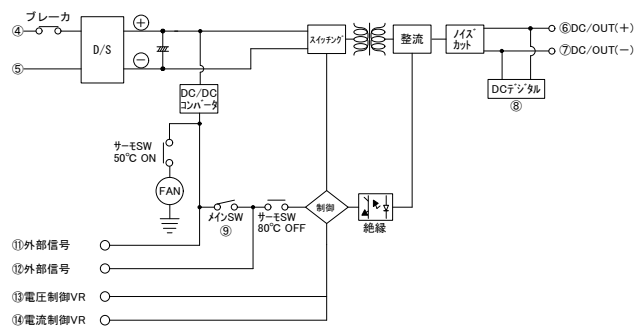 ブレーカ
④
⑤
D/S
＋
－
DC/DC
コンバータ
スイッチング
整流
ノイズ
カット
⑥DC/OUT(＋)
⑦DC/OUT(－)
DCデジタル
⑧
サーモSW
50℃ ON
FAN
メインSW
⑨
サーモSW
80℃ OFF
制御
絶縁
⑪外部信号
⑫外部信号
⑬電圧制御VR
⑭電流制御VR